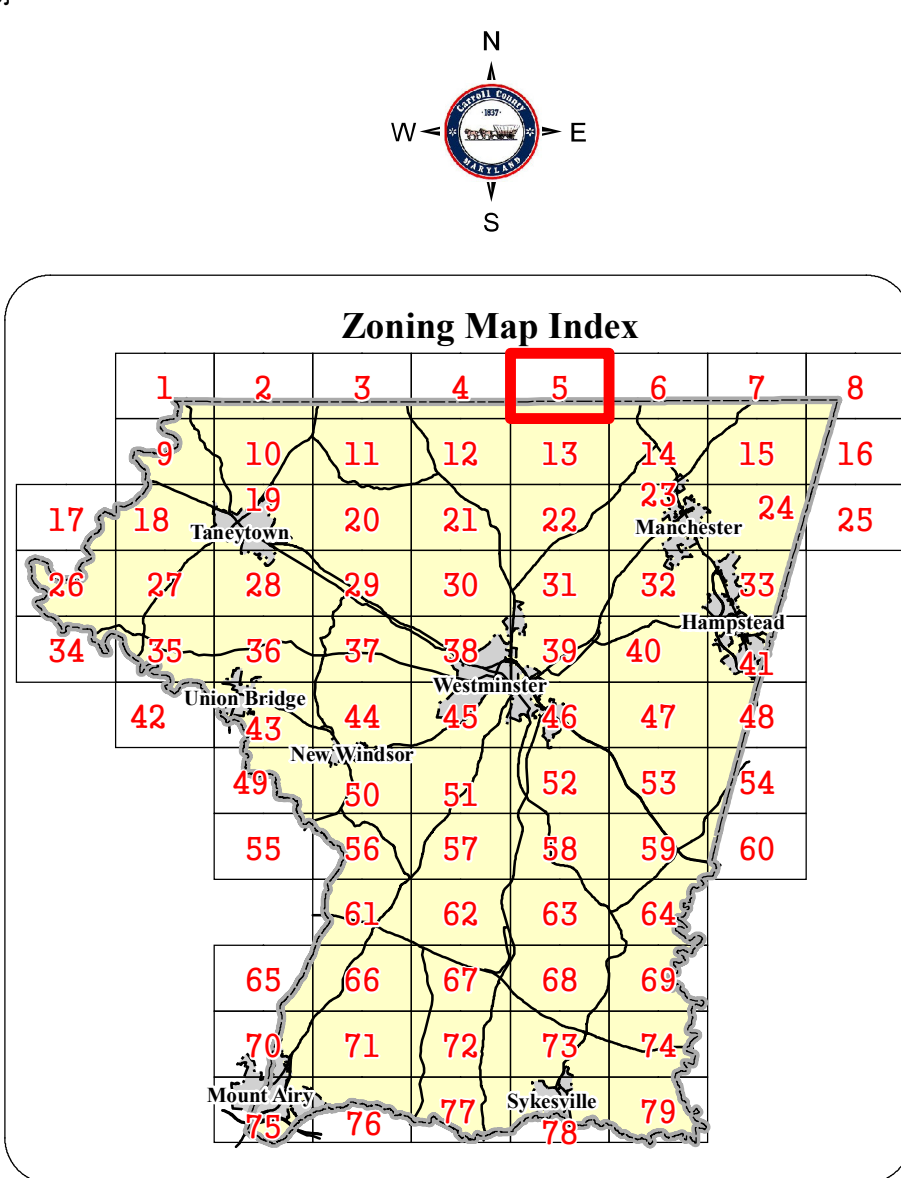 N
W
E
S
Carroll County
·1837·
MARYLAND
Zoning Map Index
1 2 3 4 5 6 7 8
9 10 11 12 13 14 15 16
17 18 19 20 21 22 23 24 25
Taneytown
Manchester
26 27 28 29 30 31 32 33
Hampstead
34 35 36 37 38 39 40 41
Westminster
Union Bridge
42 43 44 45 46 47 48
New Windsor
49 50 51 52 53 54
55 56 57 58 59 60
61 62 63 64
65 66 67 68 69
70 71 72 73 74
Mount Airy
Sykesville
75 76 77 78 79